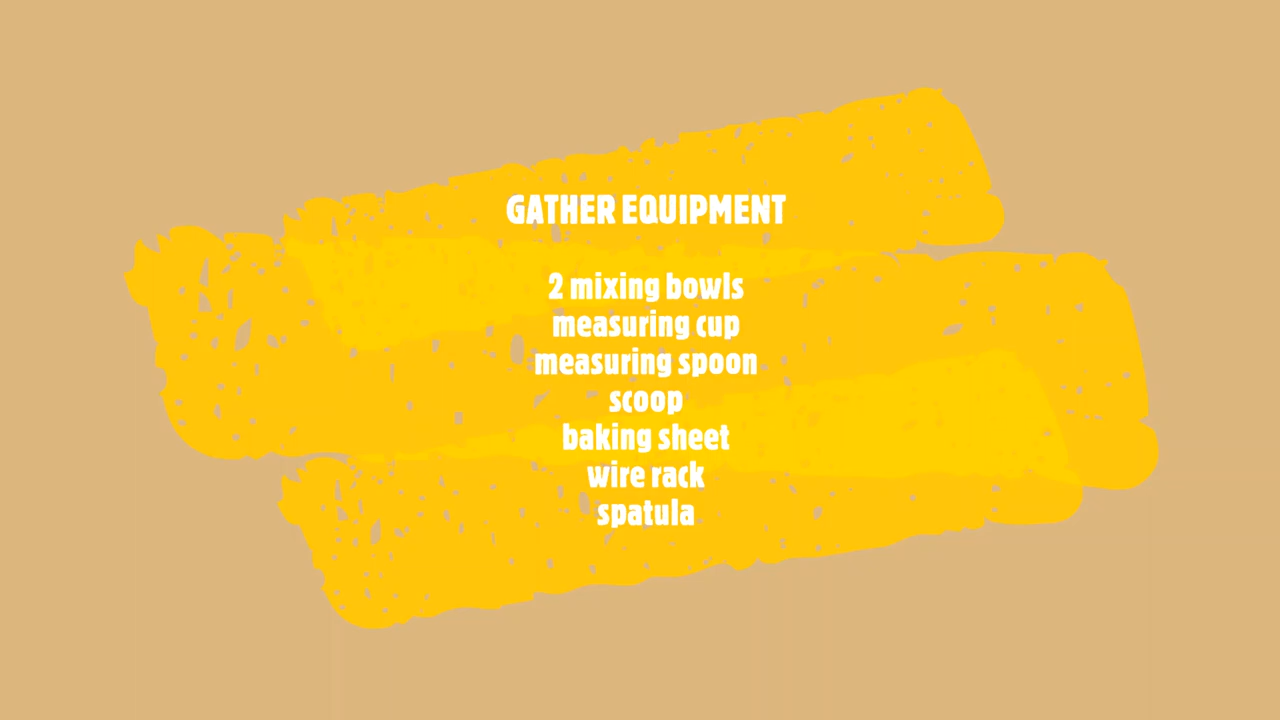 GATHER EQUIPMENT
2 mixing bowls
measuring cup
measuring spoon
scoop
baking sheet
wire rack
spatula